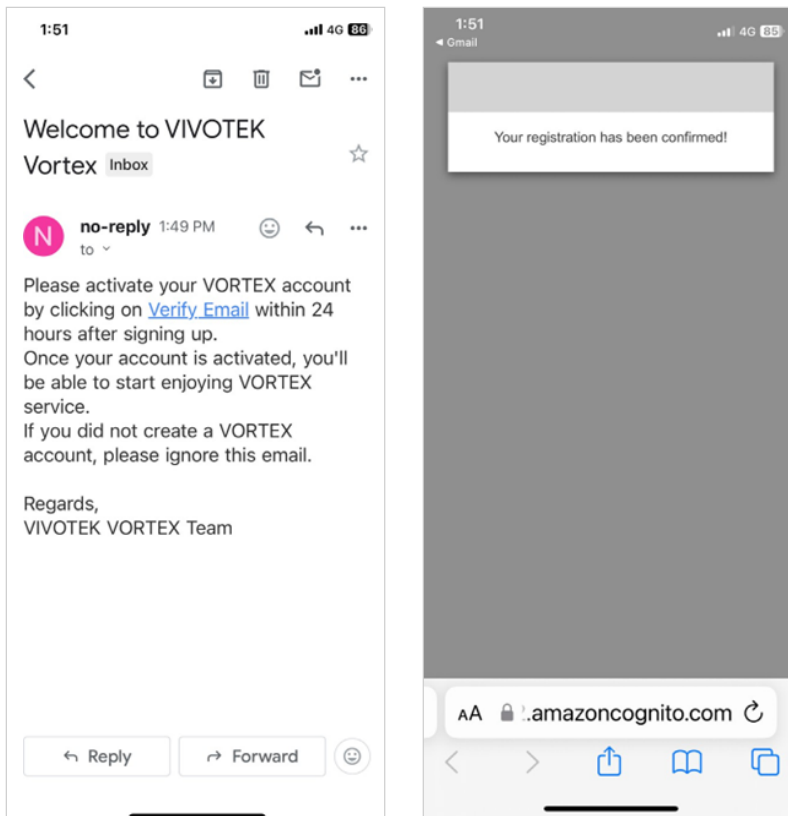 1:51
4G 86
Welcome to VIVOTEK
Vortex Inbox
N
no-reply 1:49 PM
to
Please activate your VORTEX account
by clicking on Verify Email within 24
hours after signing up.
Once your account is activated, you'll
be able to start enjoying VORTEX
service.
If you did not create a VORTEX
account, please ignore this email.
Regards,
VIVOTEK VORTEX Team
Reply
Forward
1:51
4G 85
Gmail
Your registration has been confirmed!
AA
.amazoncognito.com